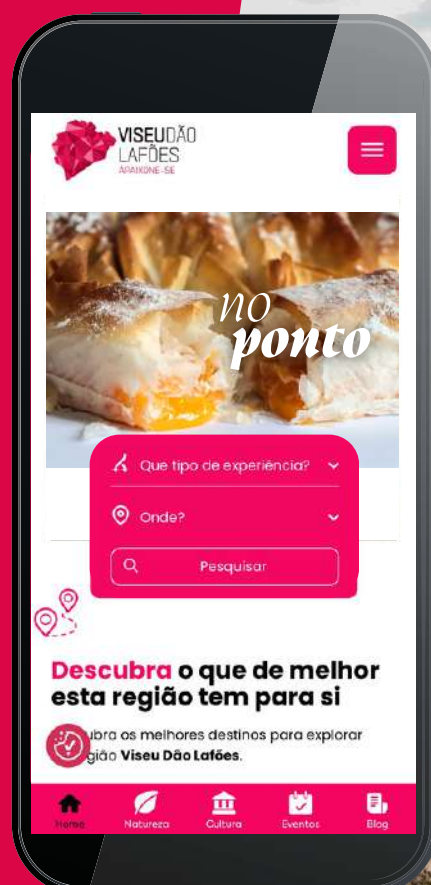 VISEUDÃO
LAFÕES
APAIXONE-SE
no
ponto
Que tipo de experiência?
Onde?
Pesquisar
Descubra o que de melhor
esta região tem para si
ubra os melhores destinos para explorar
gião Viseu Dão Lafões.
Home Natureza Cultura Eventos Blog